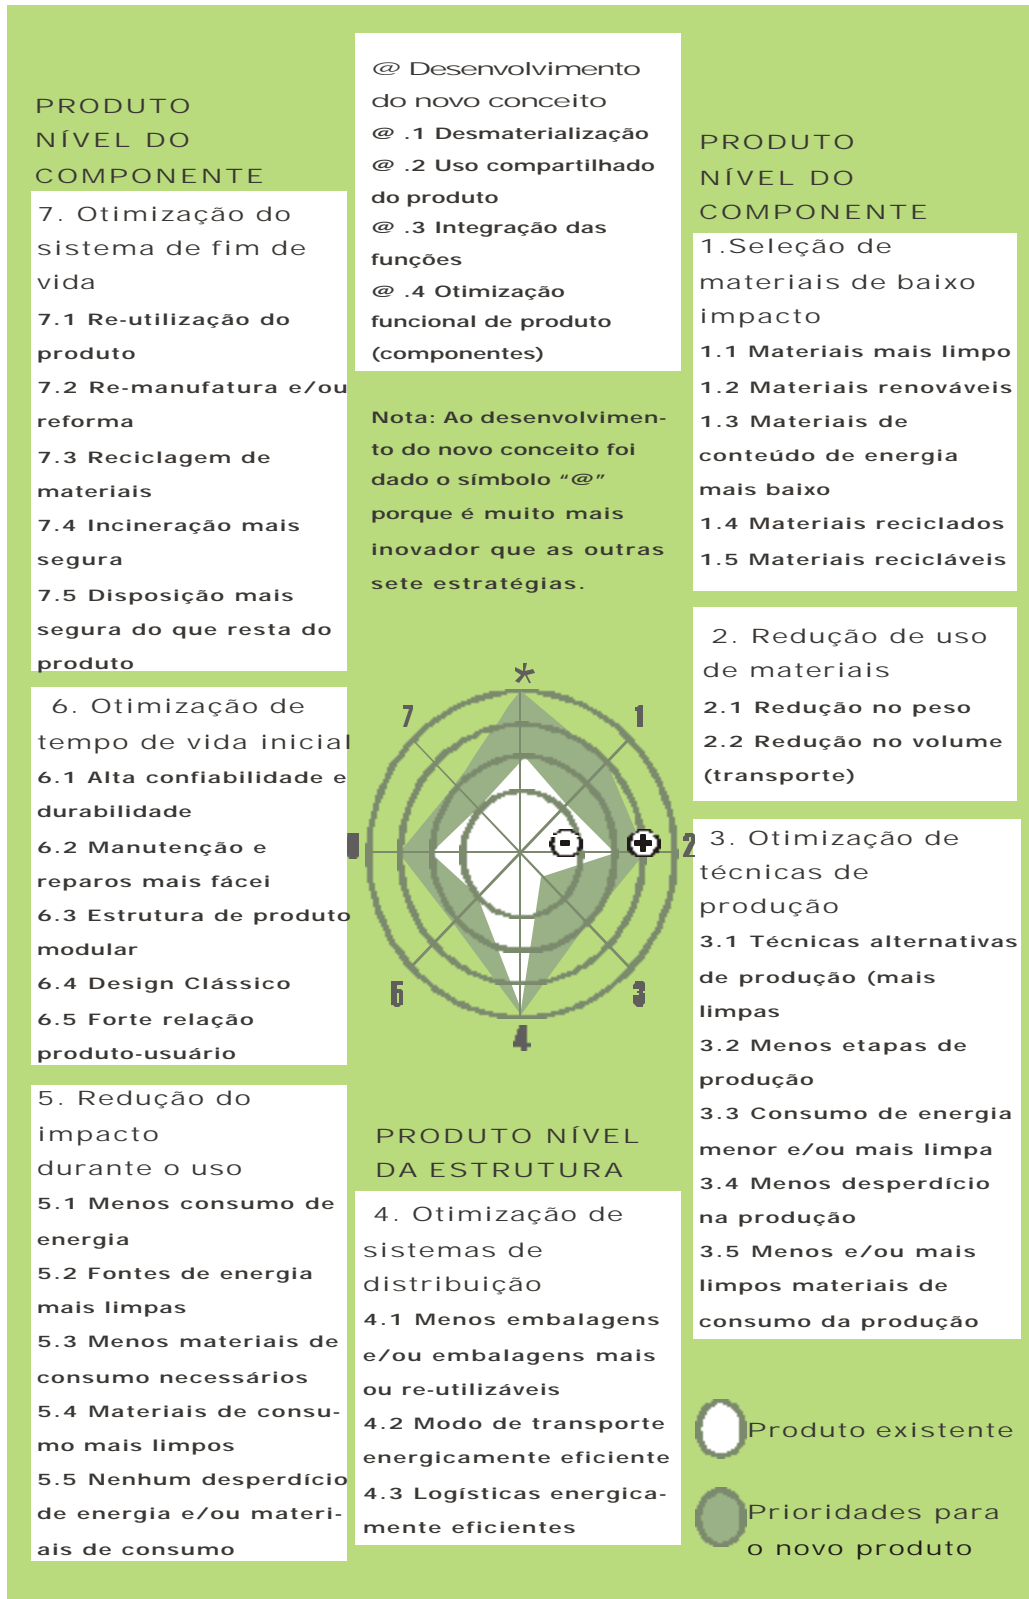 PRODUTO
NÍVEL DO
COMPONENTE
7. Otimização do
sistema de fim de
vida
7.1 Re-utilização do
produto
7.2 Re-manufatura e/ou
reforma
7.3 Reciclagem de
materiais
7.4 Incineração mais
segura
7.5 Disposição mais
segura do que resta do
produto
6. Otimização de
tempo de vida inicial
6.1 Alta confiabilidade e
durabilidade
6.2 Manutenção e
reparos mais fácei
6.3 Estrutura de produto
modular
6.4 Design Clássico
6.5 Forte relação
produto-usuário
5. Redução do
impacto
durante o uso
5.1 Menos consumo de
energia
5.2 Fontes de energia
mais limpas
5.3 Menos materiais de
consumo necessários
5.4 Materiais de consu-
mo mais limpos
5.5 Nenhum desperdício
de energia e/ou materi-
ais de consumo
@ Desenvolvimento
do novo conceito
@ .1 Desmaterialização
@ .2 Uso compartilhado
do produto
@ .3 Integração das
funções
@ .4 Otimização
funcional de produto
(componentes)
Nota: Ao desenvolvimen-
to do novo conceito foi
dado o símbolo “@”
porque é muito mais
inovador que as outras
sete estratégias.
*
7
1
-
+
2
3
4
PRODUTO NÍVEL
DA ESTRUTURA
4. Otimização de
sistemas de
distribuição
4.1 Menos embalagens
e/ou embalagens mais
ou re-utilizáveis
4.2 Modo de transporte
energicamente eficiente
4.3 Logísticas energica-
mente eficientes
PRODUTO
NÍVEL DO
COMPONENTE
1.Seleção de
materiais de baixo
impacto
1.1 Materiais mais limpo
1.2 Materiais renováveis
1.3 Materiais de
conteúdo de energia
mais baixo
1.4 Materiais reciclados
1.5 Materiais recicláveis
2. Redução de uso
de materiais
2.1 Redução no peso
2.2 Redução no volume
(transporte)
3. Otimização de
técnicas de
produção
3.1 Técnicas alternativas
de produção (mais
limpas
3.2 Menos etapas de
produção
3.3 Consumo de energia
menor e/ou mais limpa
3.4 Menos desperdício
na produção
3.5 Menos e/ou mais
limpos materiais de
consumo da produção
Produto existente
Prioridades para
o novo produto